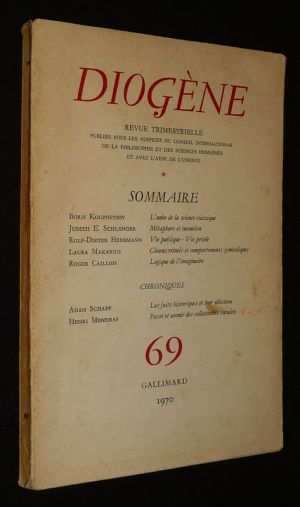 DIOGÈNE
REVUE TRIMESTRIELLE
PUBLIÉE SOUS LES AUSPICES DU CONSEIL INTERNATIONAL
DE LA PHILOSOPHIE ET DES SCIENCES HUMAINES
ET AVEC L'AIDE DE L'UNESCO
*
SOMMAIRE
BORIS KOUZNETSOV L'aube de la science classique
JUDITH E. SCHLANGER Métaphore et invention
ROLF-DIETER HERRMANN Vie publique - Vie privée
LAURA MAKARIUS Clowns rituels et comportements symboliques
ROGER CAILLOIS Logique de l'imaginaire
CHRONIQUES
ADAM SCHAFF Les faits historiques et leur sélection
HENRI MENDRAS Passé et avenir des collectivités rurales
69
GALLIMARD
1970